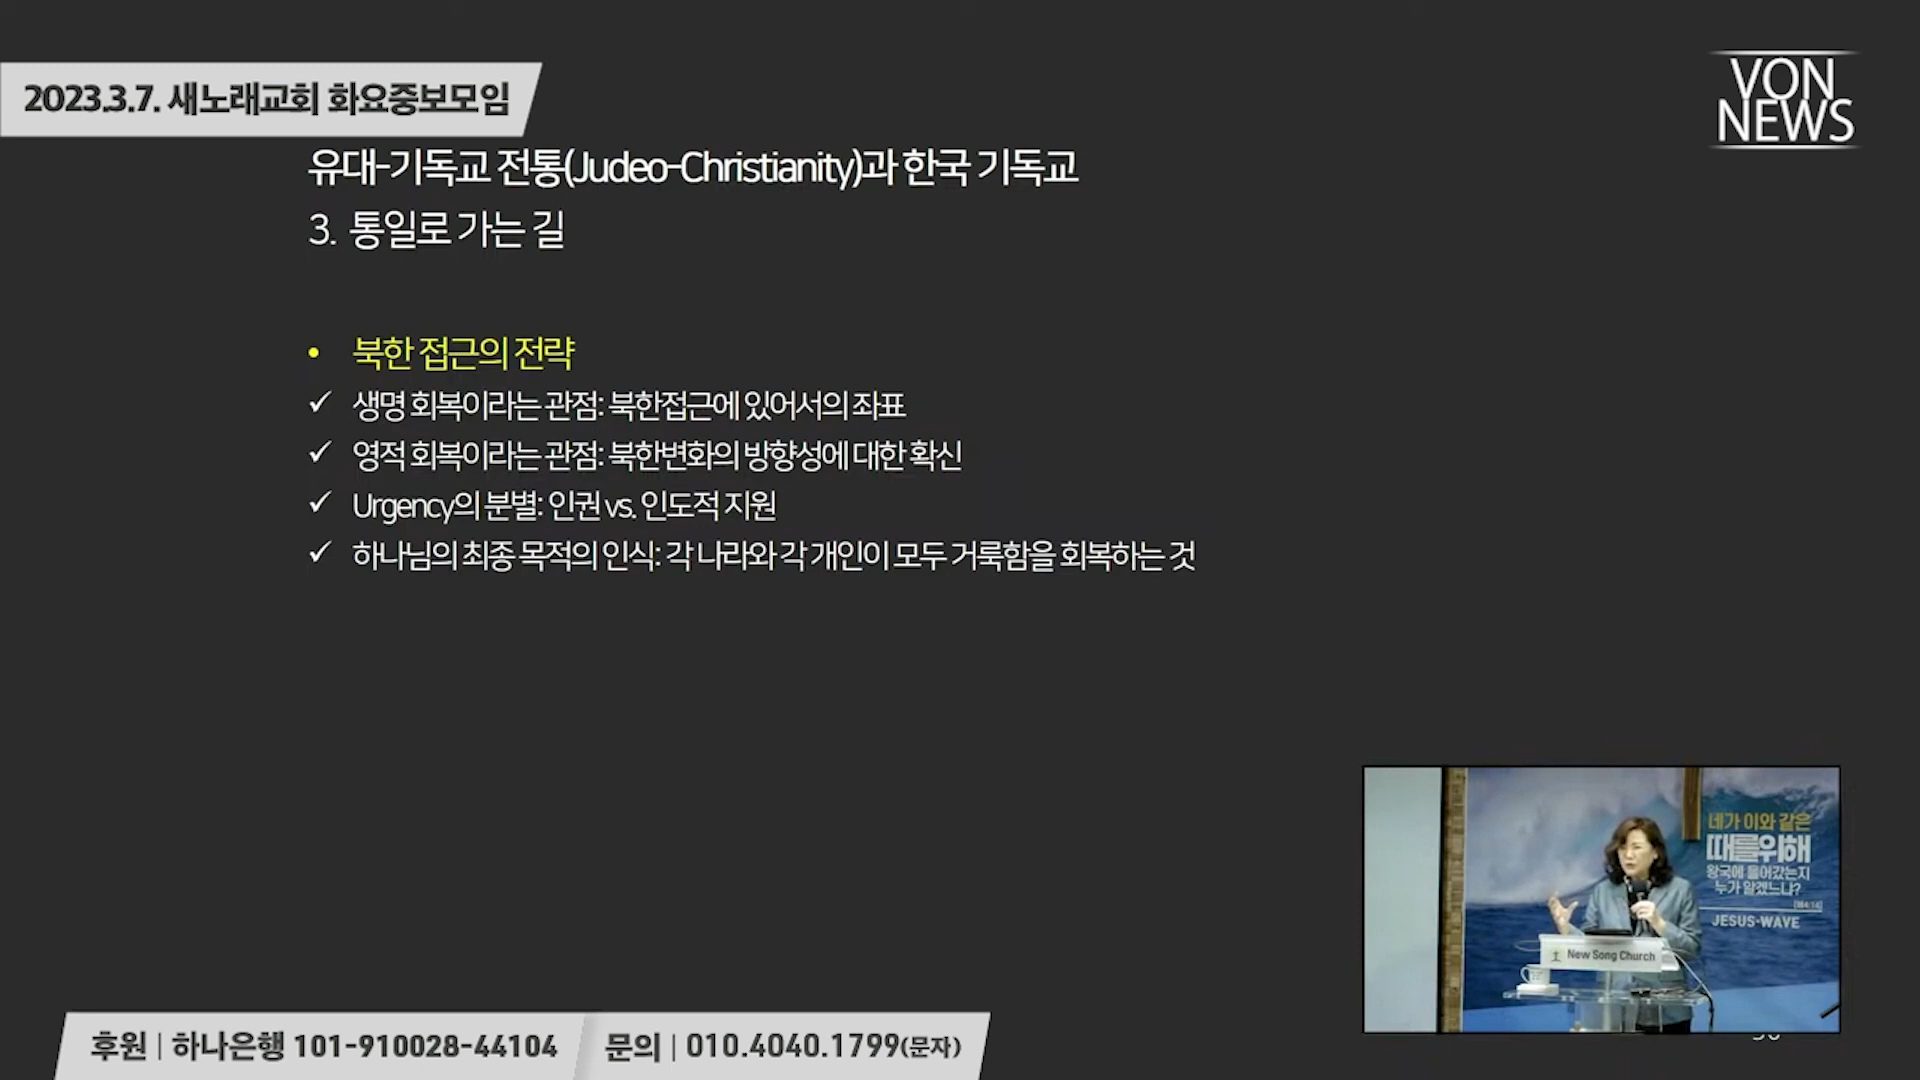 2023.3.7. 새노래교회 화요중보모임
VON
NEWS
유대-기독교 전통(Judeo-Christianity)과 한국 기독교
3. 통일로 가는 길
• 북한 접근의 전략
✓ 생명 회복이라는 관점: 북한접근에 있어서의 좌표
✓ 영적 회복이라는 관점: 북한변화의 방향성에 대한 확신
✓ Urgency의 분별: 인권 vs. 인도적 지원
✓ 하나님의 최종 목적의 인식: 각 나라와 각 개인이 모두 거룩함을 회복하는 것
네가 이와 같은
때를위해
왕국에 들어갔는지
누가 알겠느냐?
JESUS·WAVE
New Song Church
후원 | 하나은행 101-910028-44104
문의 | 010.4040.1799(문자)